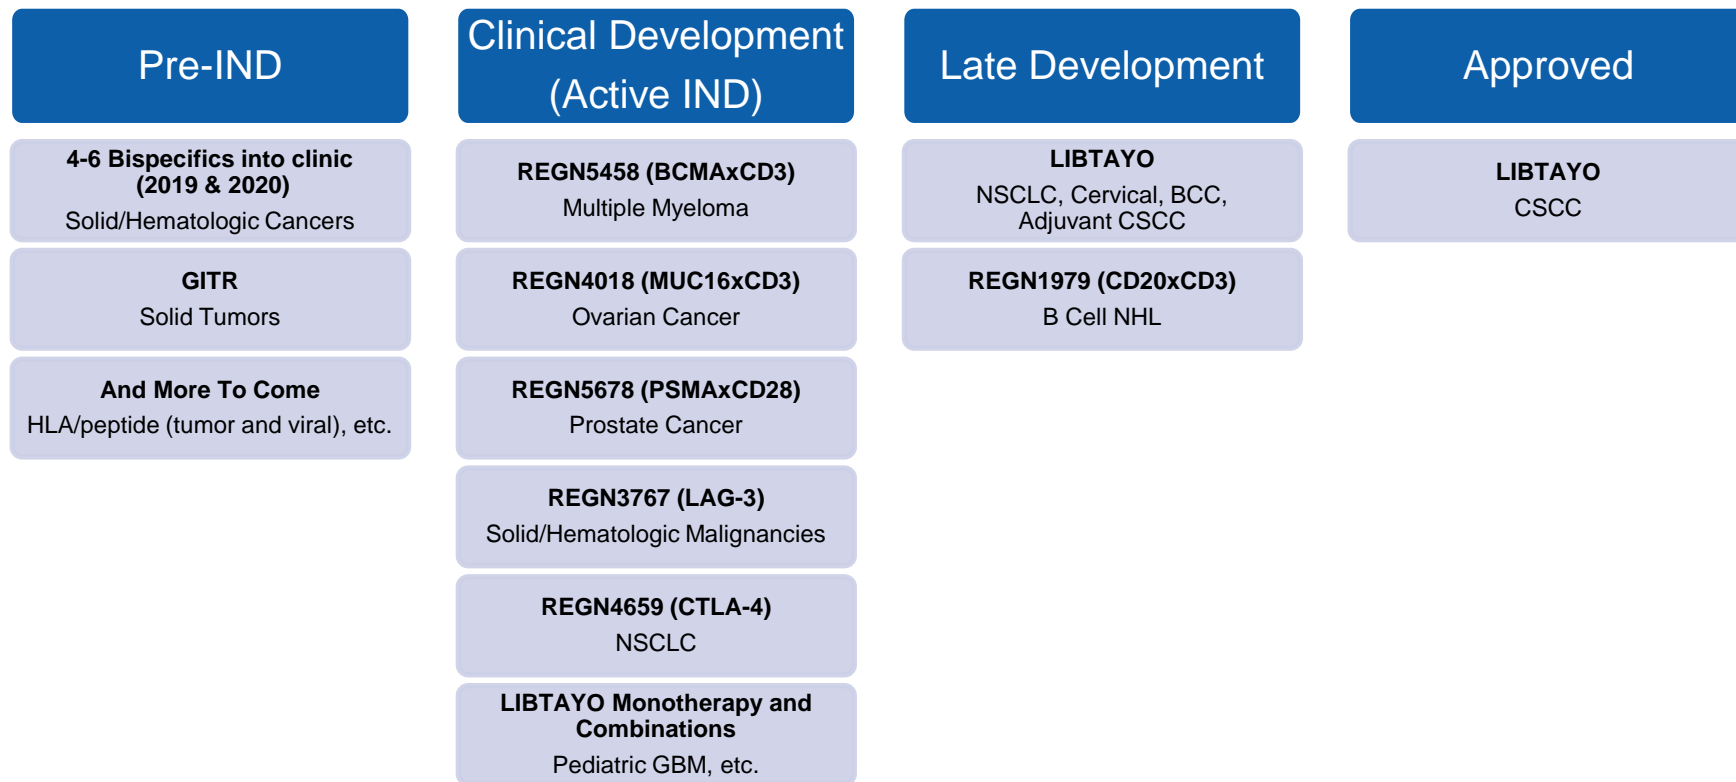 Pre-IND
4-6 Bispecifics into clinic
(2019 & 2020)
Solid/Hematologic Cancers
GITR
Solid Tumors
And More To Come
HLA/peptide (tumor and viral), etc.
Clinical Development
(Active IND)
REGN5458 (BCMAxCD3)
Multiple Myeloma
REGN4018 (MUC16xCD3)
Ovarian Cancer
REGN5678 (PSMAxCD28)
Prostate Cancer
REGN3767 (LAG-3)
Solid/Hematologic Malignancies
REGN4659 (CTLA-4)
NSCLC
LIBTAYO Monotherapy and
Combinations
Pediatric GBM, etc.
Late Development
LIBTAYO
NSCLC, Cervical, BCC,
Adjuvant CSCC
REGN1979 (CD20xCD3)
B Cell NHL
Approved
LIBTAYO
CSCC